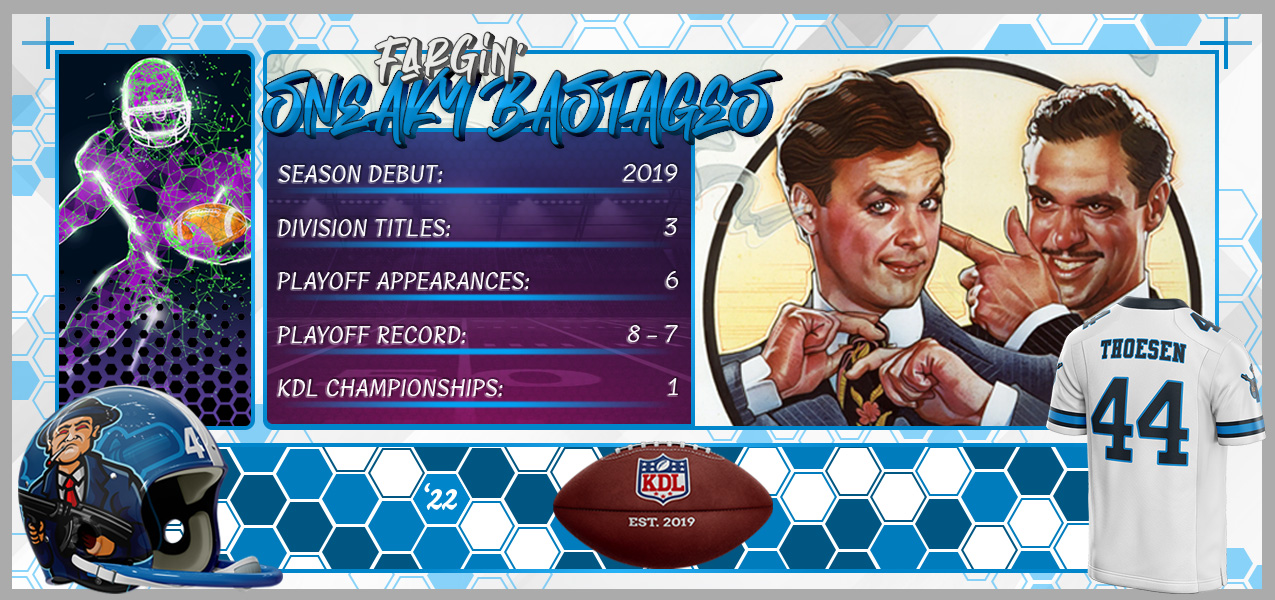 FARGIN'
SNEAKY BASTAGES
SEASON DEBUT: 2019
DIVISION TITLES: 3
PLAYOFF APPEARANCES: 6
PLAYOFF RECORD: 8 – 7
KDL CHAMPIONSHIPS: 1
THOESEN
44
4
'22
KDL
EST. 2019